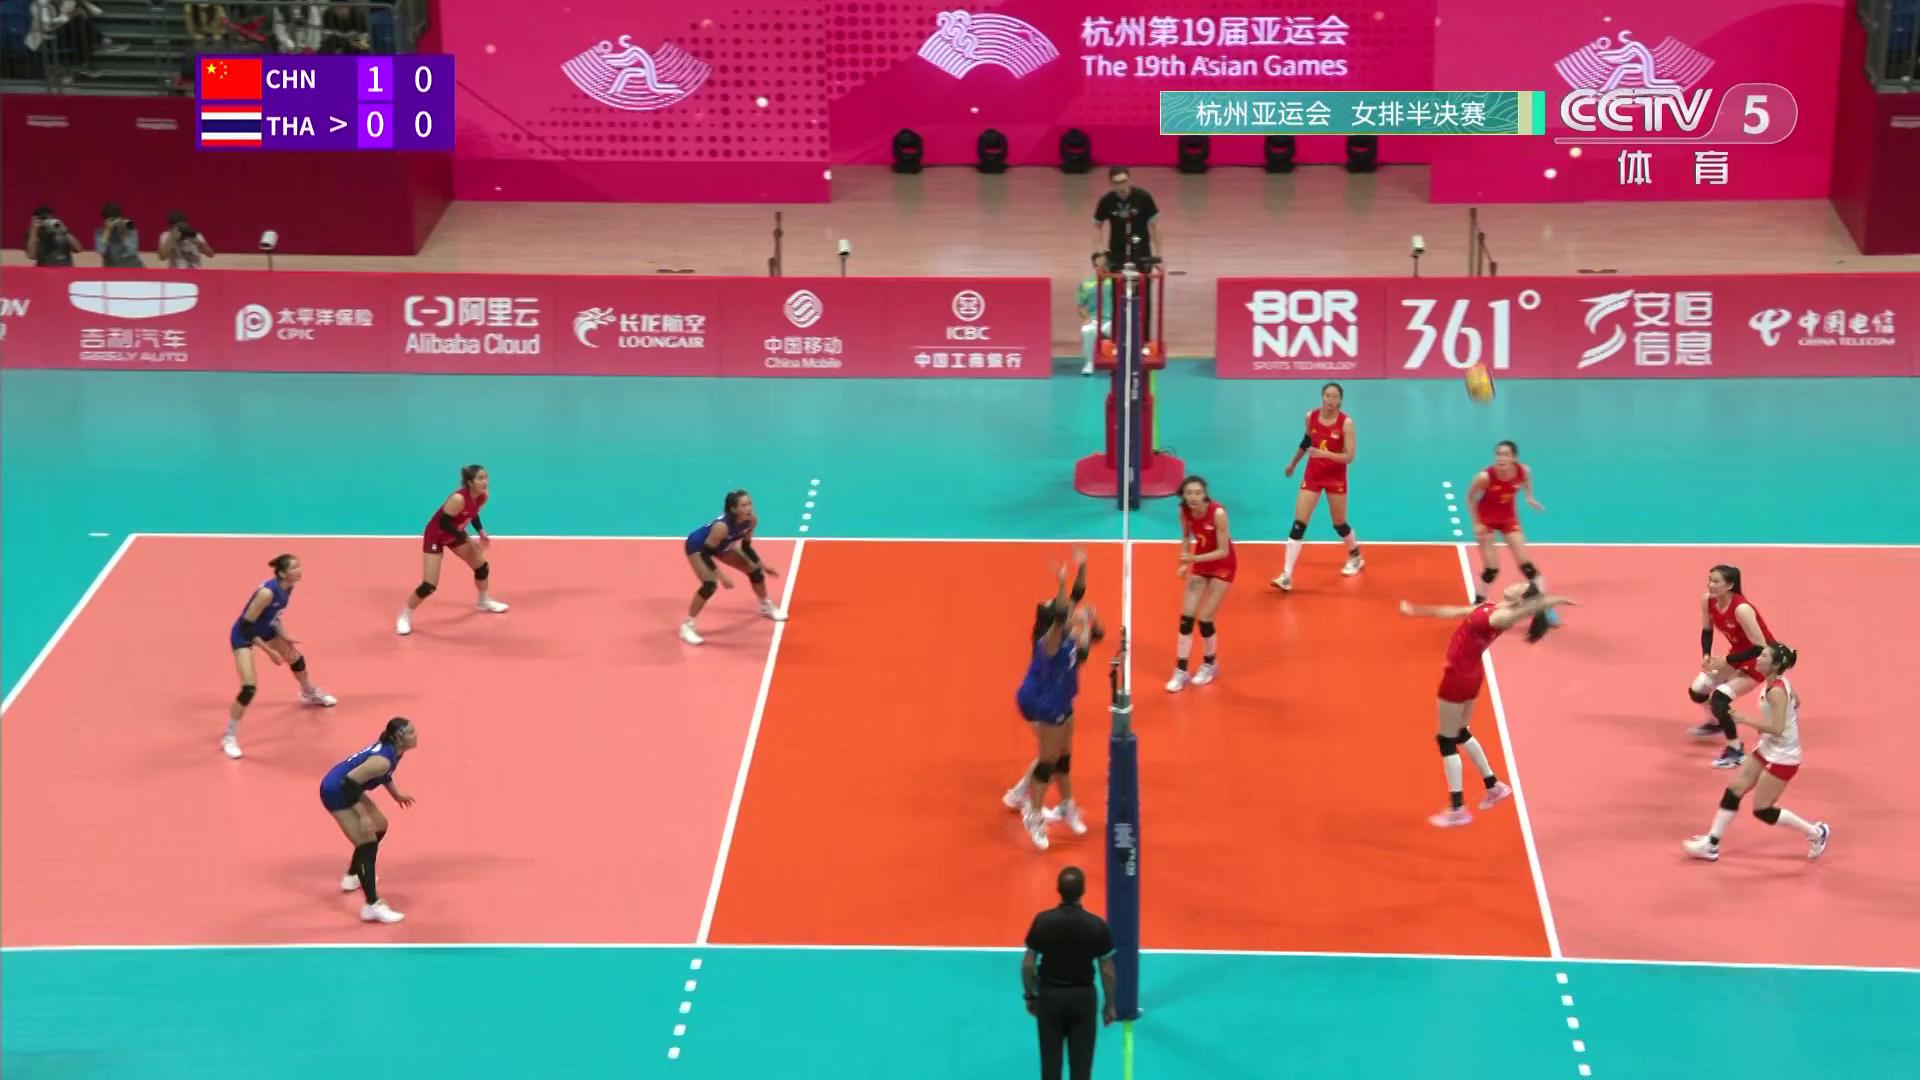 CHN 1 0
THA > 0 0
杭州第19届亚运会
The 19th Asian Games
杭州亚运会 女排半决赛
CCTV 5
体育
吉利汽车
GEELY AUTO
太平洋保险
CPIC
阿里云
Alibaba Cloud
长龙航空
LOONGAIR
中国移动
China Mobile
ICBC
中国工商银行
BOR
NAN
SPORTS TECHNOLOGY
361°
安恒
信息
中国电信
CHINA TELECOM